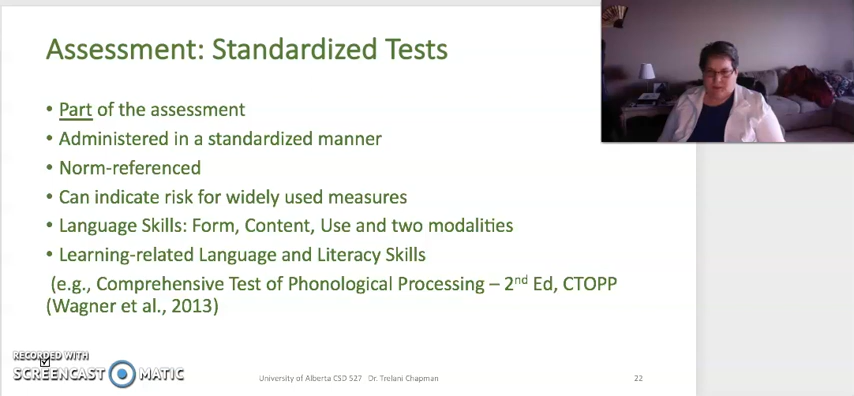 Assessment: Standardized Tests
• Part of the assessment
• Administered in a standardized manner
• Norm-referenced
• Can indicate risk for widely used measures
• Language Skills: Form, Content, Use and two modalities
• Learning-related Language and Literacy Skills
(e.g., Comprehensive Test of Phonological Processing – 2nd Ed, CTOPP
(Wagner et al., 2013)
RECORDED WITH
SCREENCAST MATIC
University of Alberta CSD 527 Dr. Trelani Chapman
22